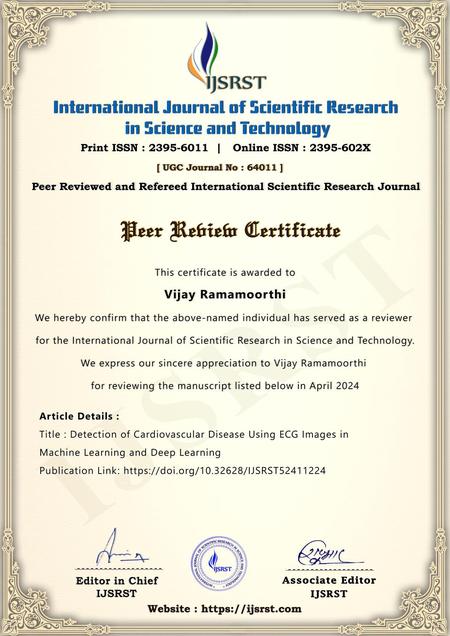 IJSRST
International Journal of Scientific Research
in Science and Technology
Print ISSN : 2395-6011 | Online ISSN : 2395-602X
[ UGC Journal No : 64011 ]
Peer Reviewed and Refereed International Scientific Research Journal
Peer Review Certificate
This certificate is awarded to
Vijay Ramamoorthi
We hereby confirm that the above-named individual has served as a reviewer
for the International Journal of Scientific Research in Science and Technology.
We express our sincere appreciation to Vijay Ramamoorthi
for reviewing the manuscript listed below in April 2024
IJSRST
Article Details :
Title : Detection of Cardiovascular Disease Using ECG Images in
Machine Learning and Deep Learning
Publication Link: https://doi.org/10.32628/IJSRST52411224
IJSRST
Editor in Chief
IJSRST
Associate Editor
IJSRST
Website : https://ijsrst.com